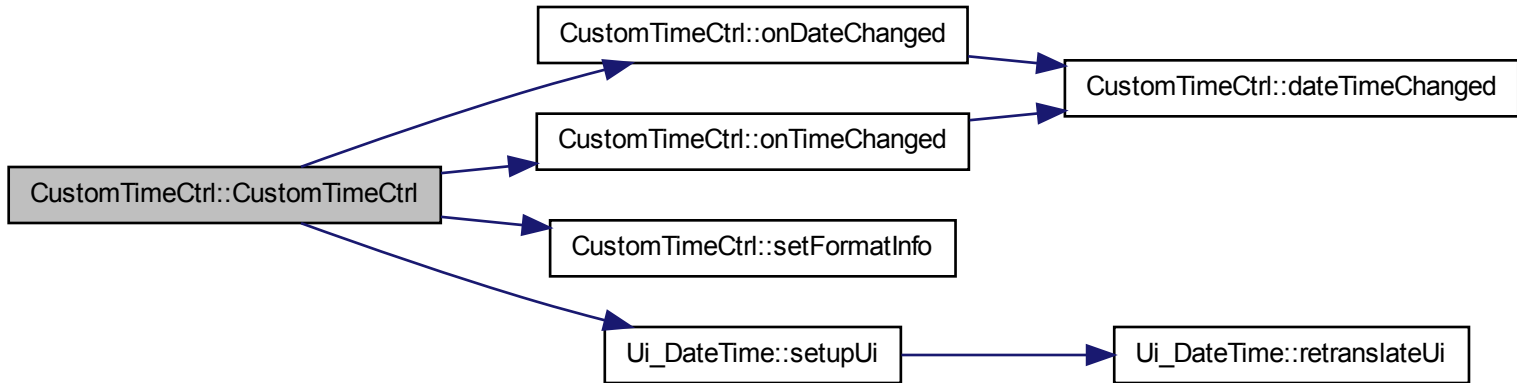 CustomTimeCtrl::onDateChanged
CustomTimeCtrl::dateTimeChanged
CustomTimeCtrl::onTimeChanged
CustomTimeCtrl::CustomTimeCtrl
CustomTimeCtrl::setFormatInfo
Ui_DateTime::setupUi
Ui_DateTime::retranslateUi